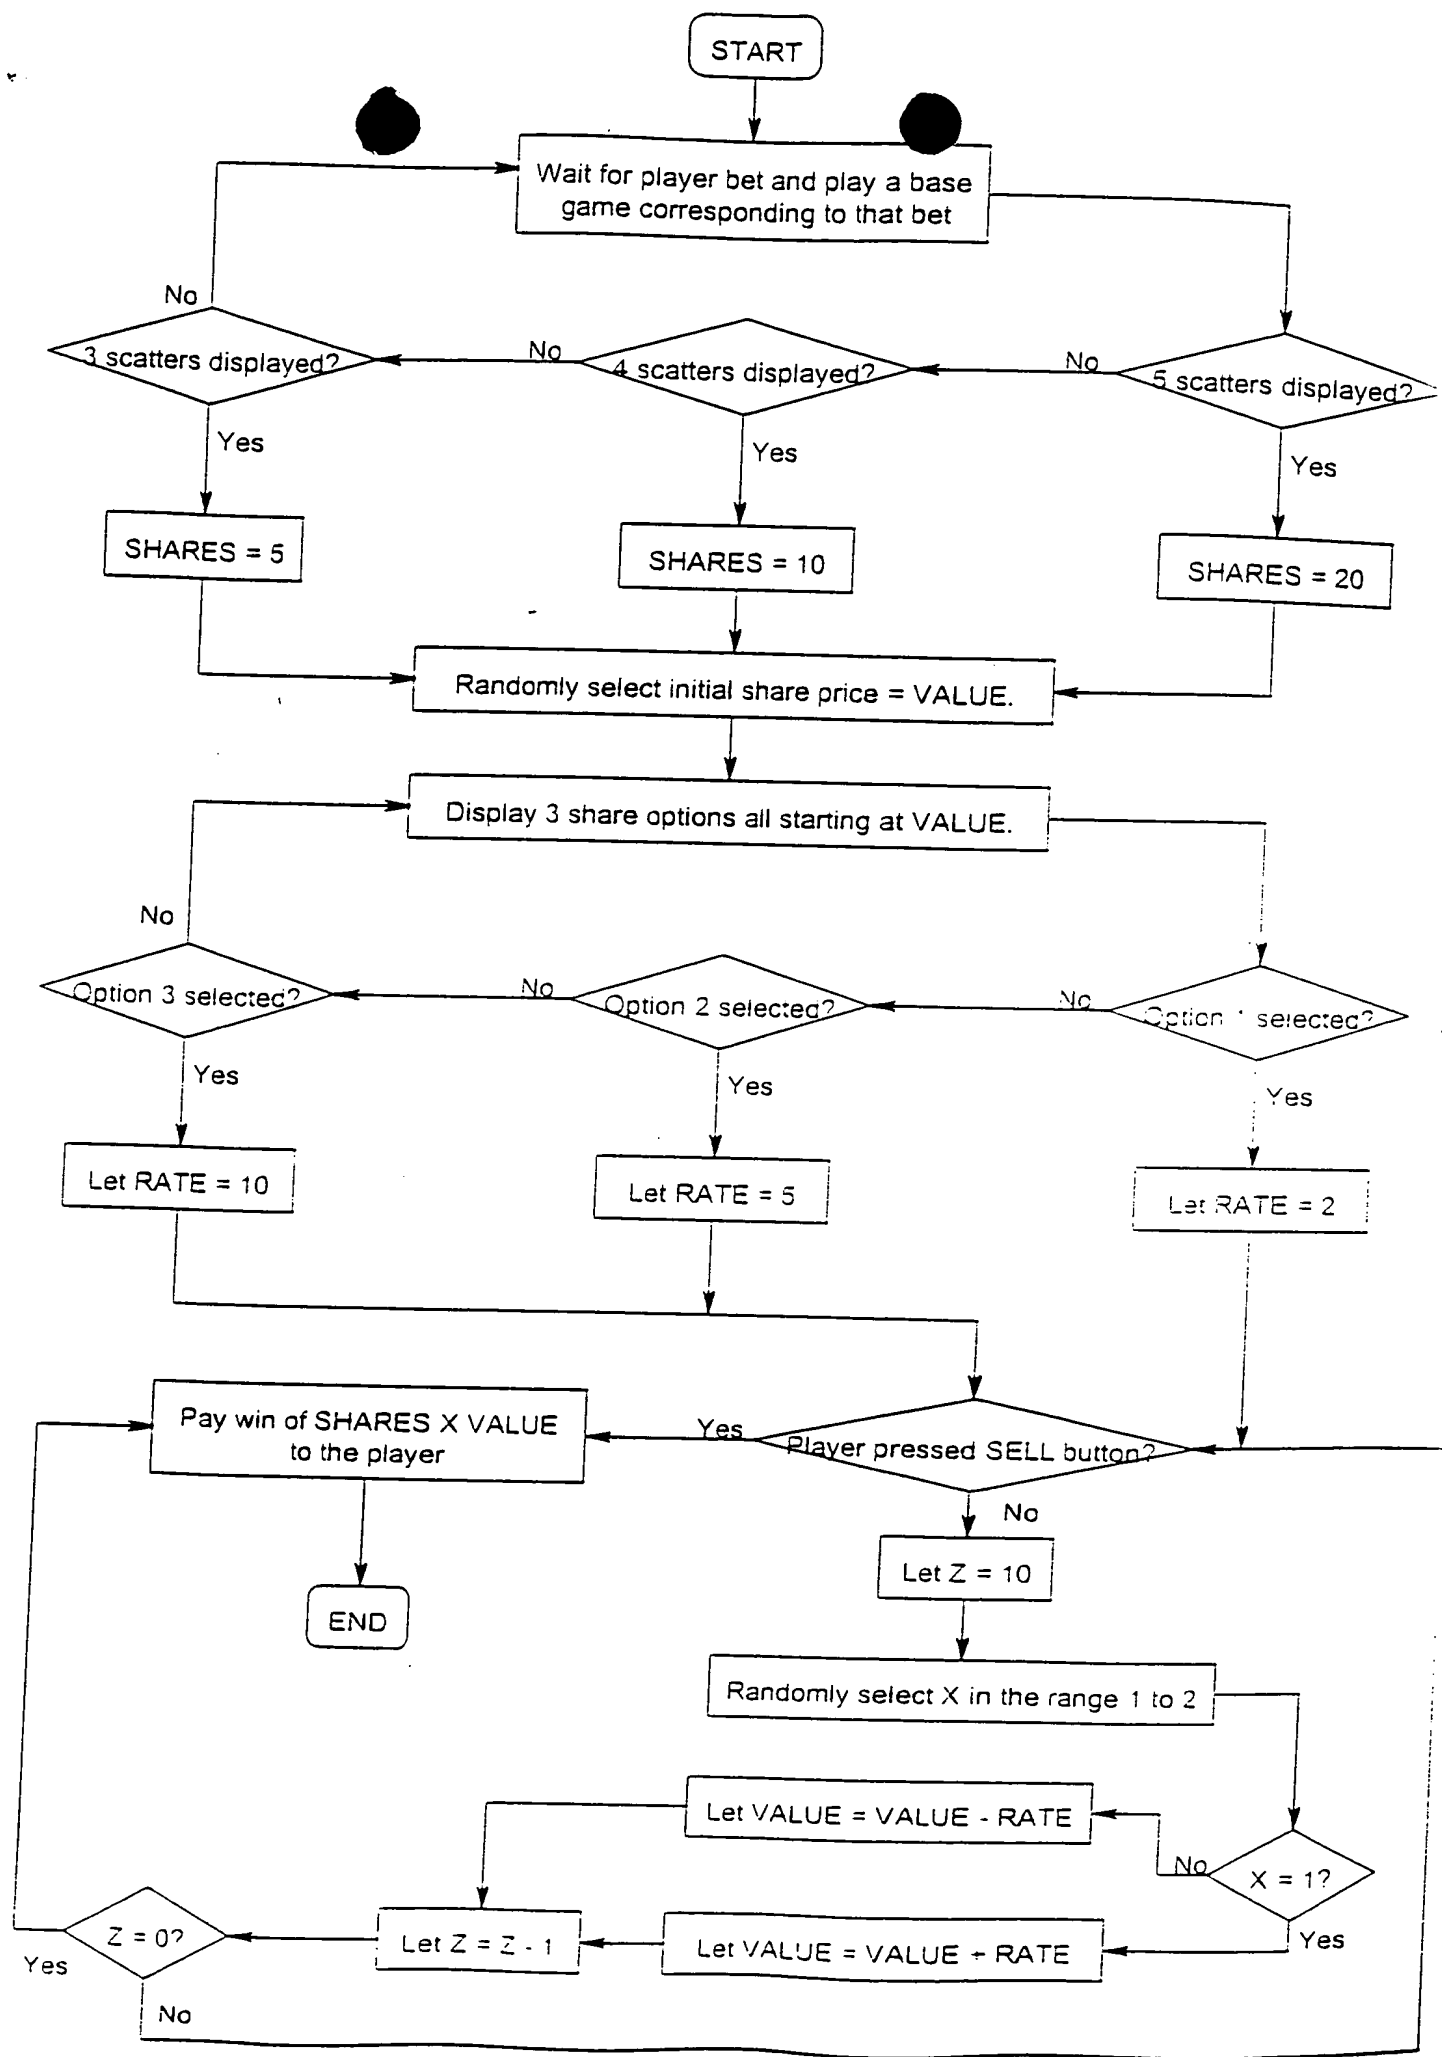 START
Wait for player bet and play a base
game corresponding to that bet
No
3 scatters displayed?
No
4 scatters displayed?
No
5 scatters displayed?
Yes
Yes
Yes
SHARES = 5
SHARES = 10
SHARES = 20
Randomly select initial share price = VALUE.
Display 3 share options all starting at VALUE.
No
Option 3 selected?
No
Option 2 selected?
No
Option 1 selected?
Yes
Yes
Yes
Let RATE = 10
Let RATE = 5
Let RATE = 2
Pay win of SHARES X VALUE
to the player
Yes
Player pressed SELL button?
No
Let Z = 10
END
Randomly select X in the range 1 to 2
Let VALUE = VALUE - RATE
No
X = 1?
Yes
Let VALUE = VALUE + RATE
Let Z = Z - 1
Z = 0?
Yes
No